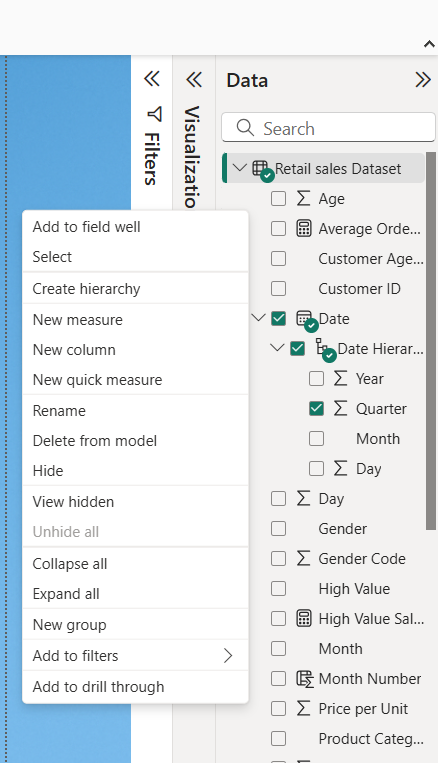 Data
Filters
Visualizatio
Search
Retail sales Dataset
Age
Average Orde...
Customer Age...
Customer ID
Date
Date Hierar...
Year
Quarter
Month
Day
Day
Gender
Gender Code
High Value
High Value Sal...
Month
Month Number
Price per Unit
Product Categ...
Add to field well
Select
Create hierarchy
New measure
New column
New quick measure
Rename
Delete from model
Hide
View hidden
Unhide all
Collapse all
Expand all
New group
Add to filters
Add to drill through